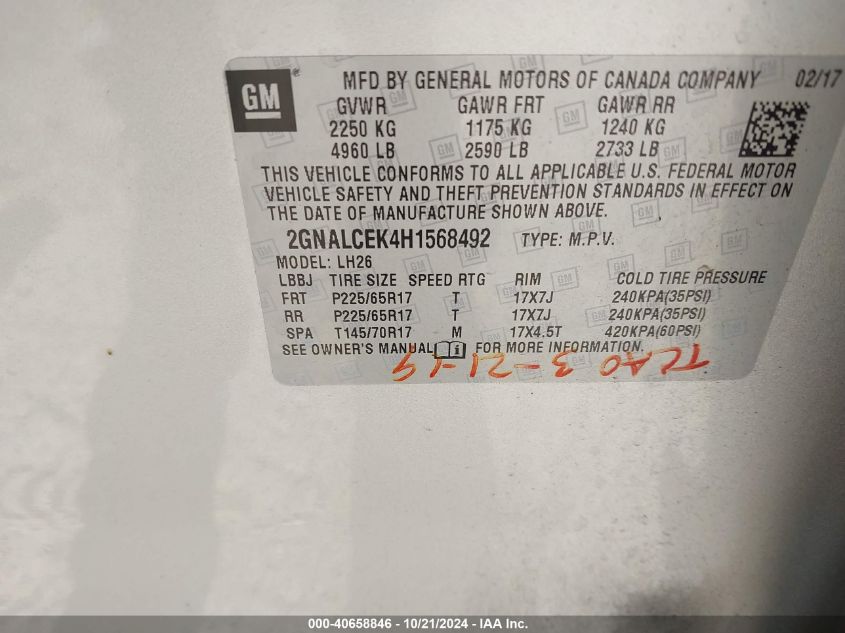 GM
MFD BY GENERAL MOTORS OF CANADA COMPANY 02/17
GVWR GAWR FRT GAWR RR
2250 KG 1175 KG 1240 KG
4960 LB 2590 LB 2733 LB
THIS VEHICLE CONFORMS TO ALL APPLICABLE U.S. FEDERAL MOTOR
VEHICLE SAFETY AND THEFT PREVENTION STANDARDS IN EFFECT ON
THE DATE OF MANUFACTURE SHOWN ABOVE.
2GNALCEK4H1568492 TYPE: M.P.V.
MODEL: LH26
LBBJ TIRE SIZE SPEED RTG RIM COLD TIRE PRESSURE
FRT P225/65R17 T 17X7J 240KPA(35PSI)
RR P225/65R17 T 17X7J 240KPA(35PSI)
SPA T145/70R17 M 17X4.5T 420KPA(60PSI)
SEE OWNER'S MANUAL FOR MORE INFORMATION.
000-40658846 / 10/21/2024 - IAA Inc.